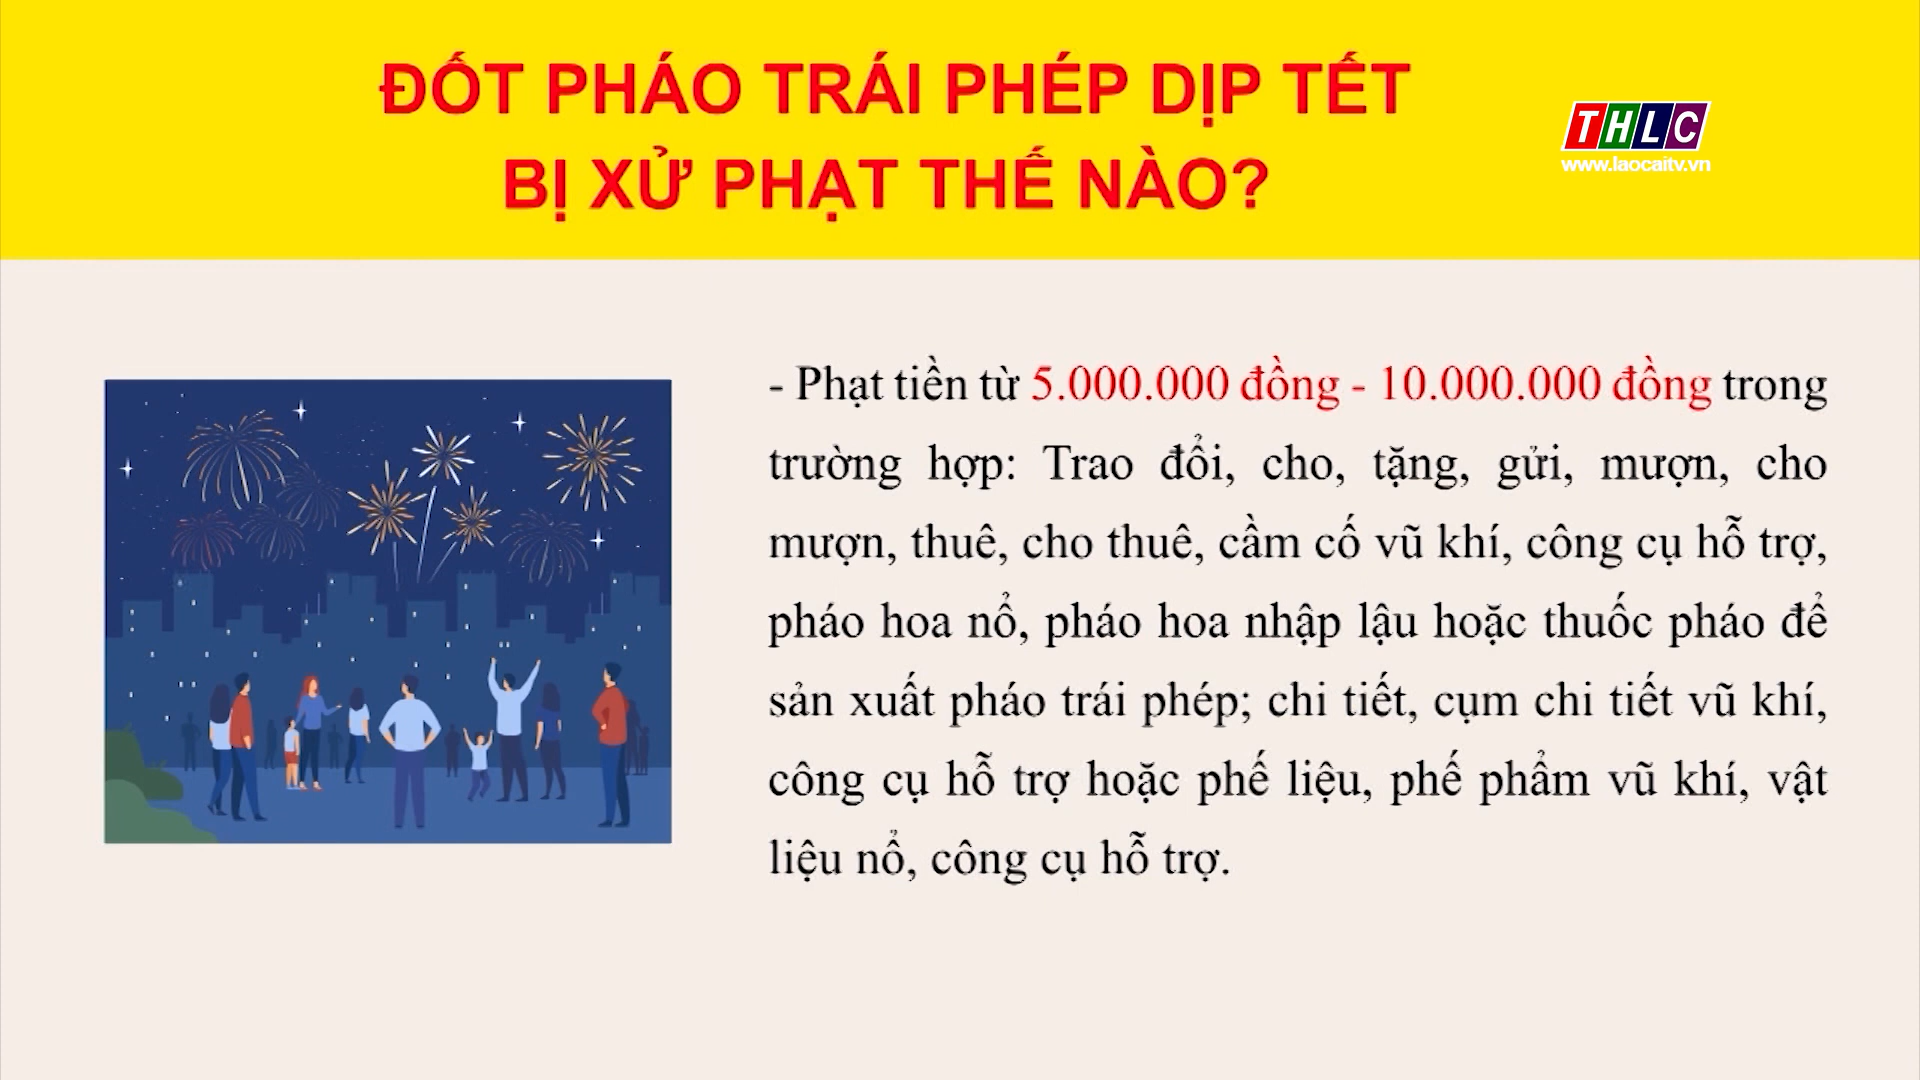 ĐỐT PHÁO TRÁI PHÉP DỊP TẾT
BỊ XỬ PHẠT THẾ NÀO?
THLC
www.laocaitv.vn
- Phạt tiền từ 5.000.000 đồng - 10.000.000 đồng trong
trường hợp: Trao đổi, cho, tặng, gửi, mượn, cho
mượn, thuê, cho thuê, cầm cố vũ khí, công cụ hỗ trợ,
pháo hoa nổ, pháo hoa nhập lậu hoặc thuốc pháo để
sản xuất pháo trái phép; chi tiết, cụm chi tiết vũ khí,
công cụ hỗ trợ hoặc phế liệu, phế phẩm vũ khí, vật
liệu nổ, công cụ hỗ trợ.